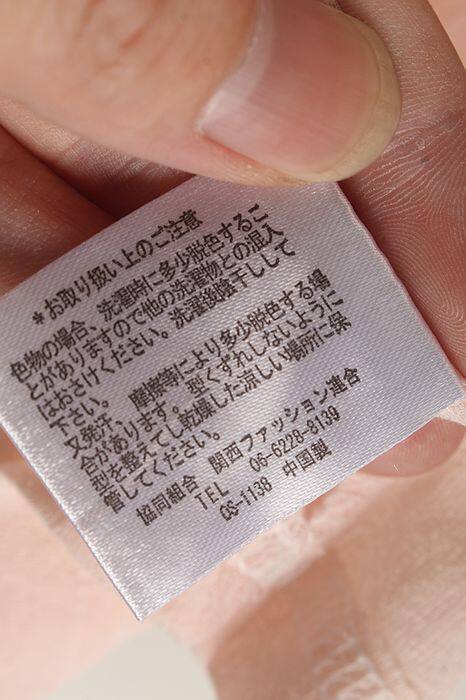 *お取り扱い上のご注意
色物の場合、洗濯時に多少脱色するこ
とがありますので他の洗濯物との混入
はおさけください。洗濯後陰干しして
下さい。
又発汗、摩擦等により多少脱色する場
合があります。型くずれしないように
型を整えてし乾燥した涼しい場所に保
管してください。
協同組合 関西ファッション連合
TEL 06-6228-8139
GS-1138 中国製